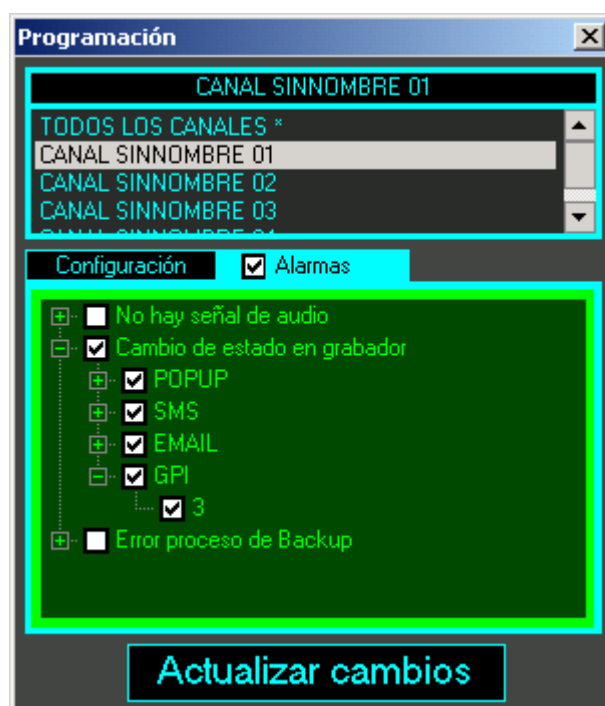 Programación
CANAL SINNOMBRE 01
TODOS LOS CANALES *
CANAL SINNOMBRE 01
CANAL SINNOMBRE 02
CANAL SINNOMBRE 03
Configuración Alarmas
No hay señal de audio
Cambio de estado en grabador
POPUP
SMS
EMAIL
GPI
3
Error proceso de Backup
Actualizar cambios